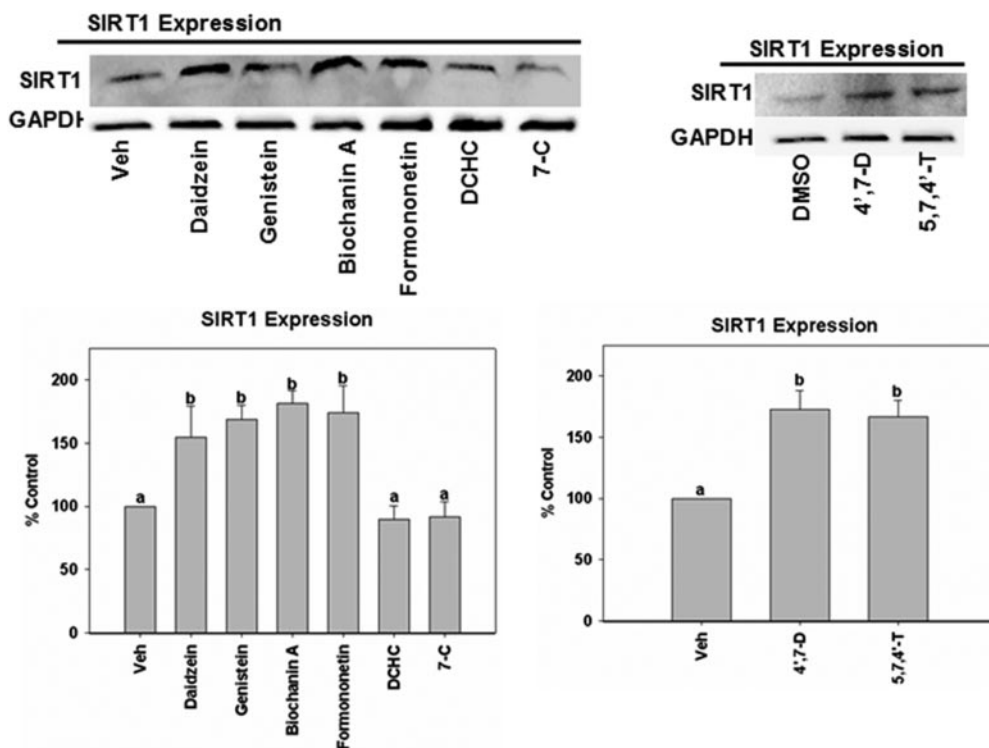 SIRT1 Expression
SIRT1
GAPDH
Veh
Daidzein
Genistein
Biochanin A
Formononetin
DCHC
7-C
SIRT1 Expression
SIRT1
GAPDH
DMSO
4',7-D
5,7,4'-T
SIRT1 Expression
% Control
200
150
100
50
0
a
b
b
b
b
a
a
Veh
Daidzein
Genistein
Biochanin A
Formononetin
DCHC
7-C
SIRT1 Expression
% Control
200
150
100
50
0
a
b
b
Veh
4',7-D
5,7,4'-T